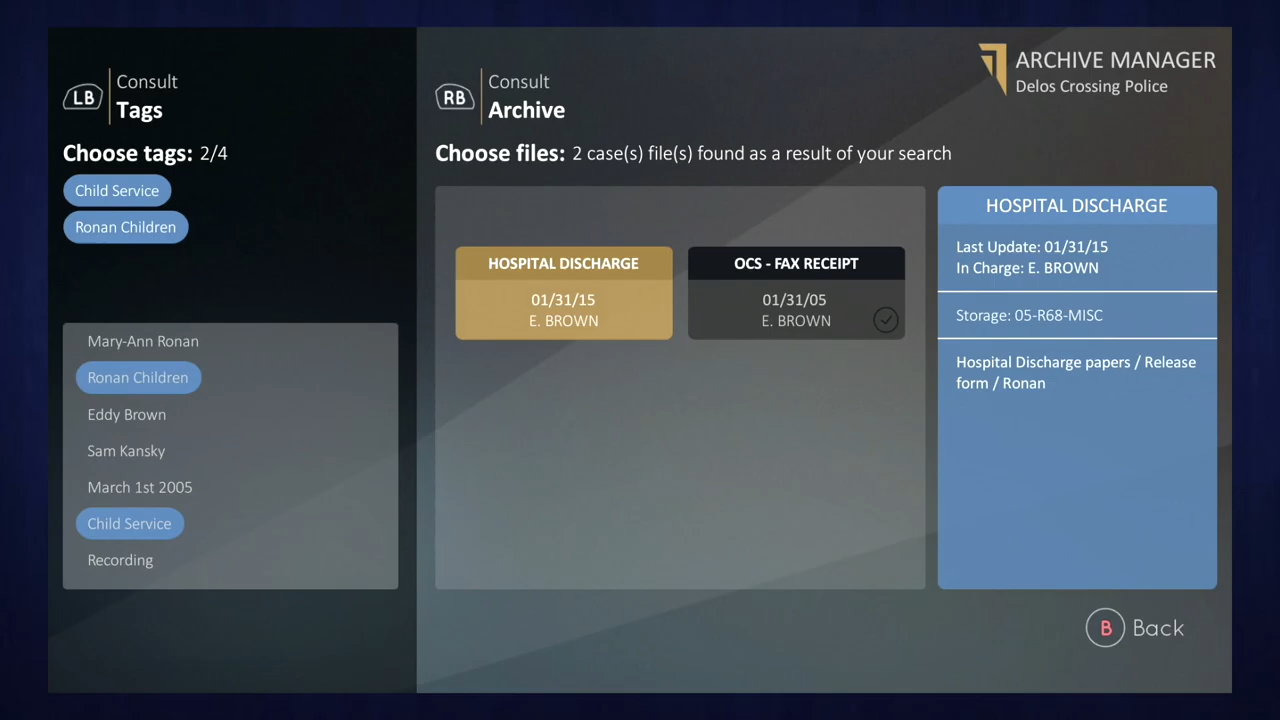 LB
Consult
Tags
Choose tags: 2/4
Child Service
Ronan Children
Mary-Ann Ronan
Ronan Children
Eddy Brown
Sam Kansky
March 1st 2005
Child Service
Recording
RB
Consult
Archive
Choose files: 2 case(s) file(s) found as a result of your search
HOSPITAL DISCHARGE
01/31/15
E. BROWN
OCS - FAX RECEIPT
01/31/05
E. BROWN
ARCHIVE MANAGER
Delos Crossing Police
HOSPITAL DISCHARGE
Last Update: 01/31/15
In Charge: E. BROWN
Storage: 05-R68-MISC
Hospital Discharge papers / Release
form / Ronan
B Back